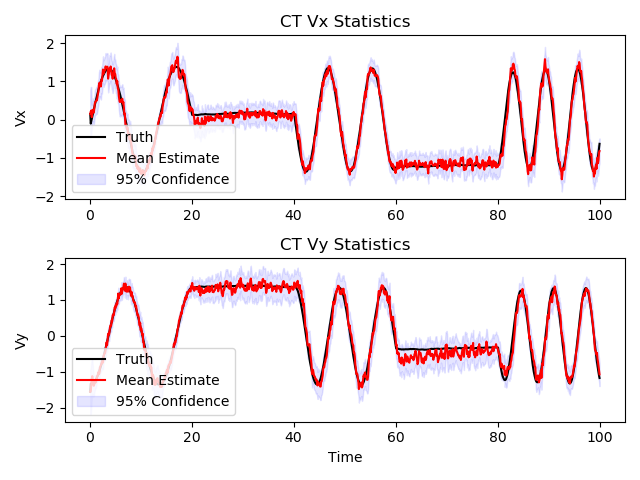 CT Vx Statistics
2
1
0
−1
−2
Vx
Truth
Mean Estimate
95% Confidence
0 20 40 60 80 100
CT Vy Statistics
2
1
0
−1
−2
Vy
Truth
Mean Estimate
95% Confidence
0 20 40 60 80 100
Time